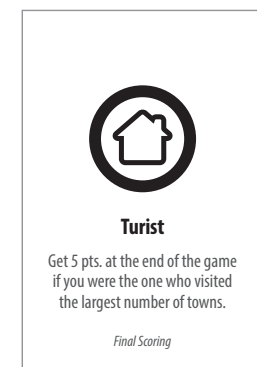 Turist
Get 5 pts. at the end of the game
if you were the one who visited
the largest number of towns.
Final Scoring